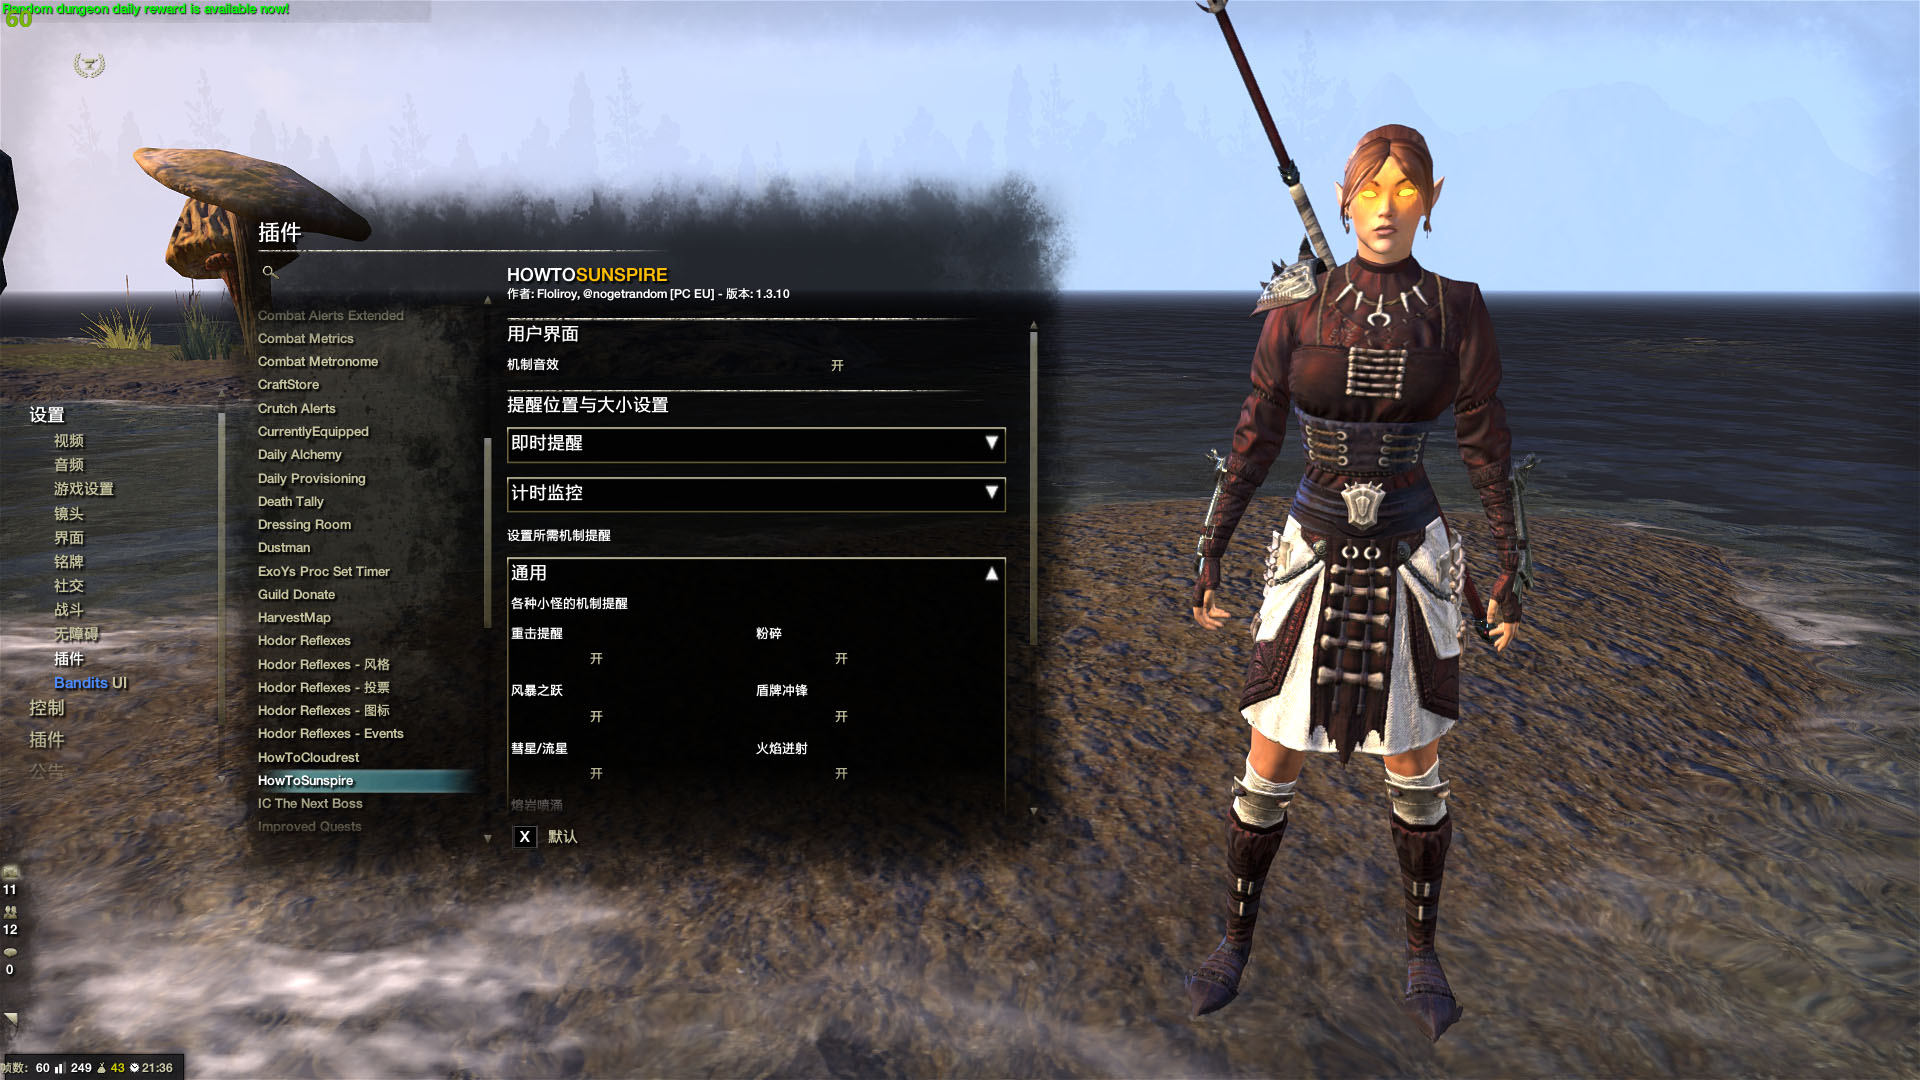 Random dungeon daily reward is available now!
60
插件
Combat Alerts Extended
Combat Metrics
Combat Metronome
CraftStore
Crutch Alerts
CurrentlyEquipped
Daily Alchemy
Daily Provisioning
Death Tally
Dressing Room
Dustman
ExoYs Proc Set Timer
Guild Donate
HarvestMap
Hodor Reflexes
Hodor Reflexes - 风格
Hodor Reflexes - 投票
Hodor Reflexes - 图标
Hodor Reflexes - Events
HowToCloudrest
HowToSunspire
IC The Next Boss
Improved Quests
HOWTOSUNSPIRE
作者: Floliroy, @nogetrandom [PC EU] - 版本: 1.3.10
用户界面
机制音效 开
提醒位置与大小设置
即时提醒
计时监控
设置所需机制提醒
通用
各种小怪的机制提醒
重击提醒 粉碎
开 开
风暴之跃 盾牌冲锋
开 开
彗星/流星 火焰迸射
开 开
熔岩喷涌
X 默认
设置
视频
音频
游戏设置
镜头
界面
铭牌
社交
战斗
无障碍
插件
Bandits UI
控制
插件
公告
11
12
0
帧数: 60 249 43 21:36